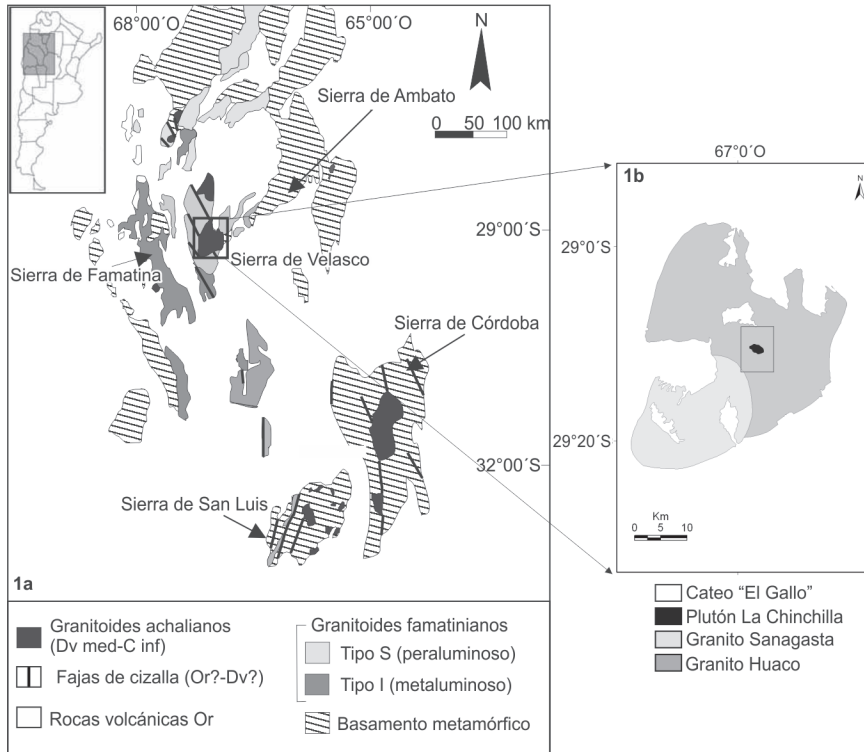 68°00´O
65°00´O
N
Sierra de Ambato
0 50 100 km
67°0´O
1b
N
29°00´S
29°0´S
Sierra de Velasco
Sierra de Famatina
Sierra de Córdoba
29°20´S
32°00´S
Sierra de San Luis
Km
0 5 10
1a
Cateo “El Gallo”
Plutón La Chinchilla
Granito Sanagasta
Granito Huaco
Granitoides achalianos
(Dv med-C inf)
Fajas de cizalla (Or?-Dv?)
Rocas volcánicas Or
Granitoides famatinianos
Tipo S (peraluminoso)
Tipo I (metaluminoso)
Basamento metamórfico